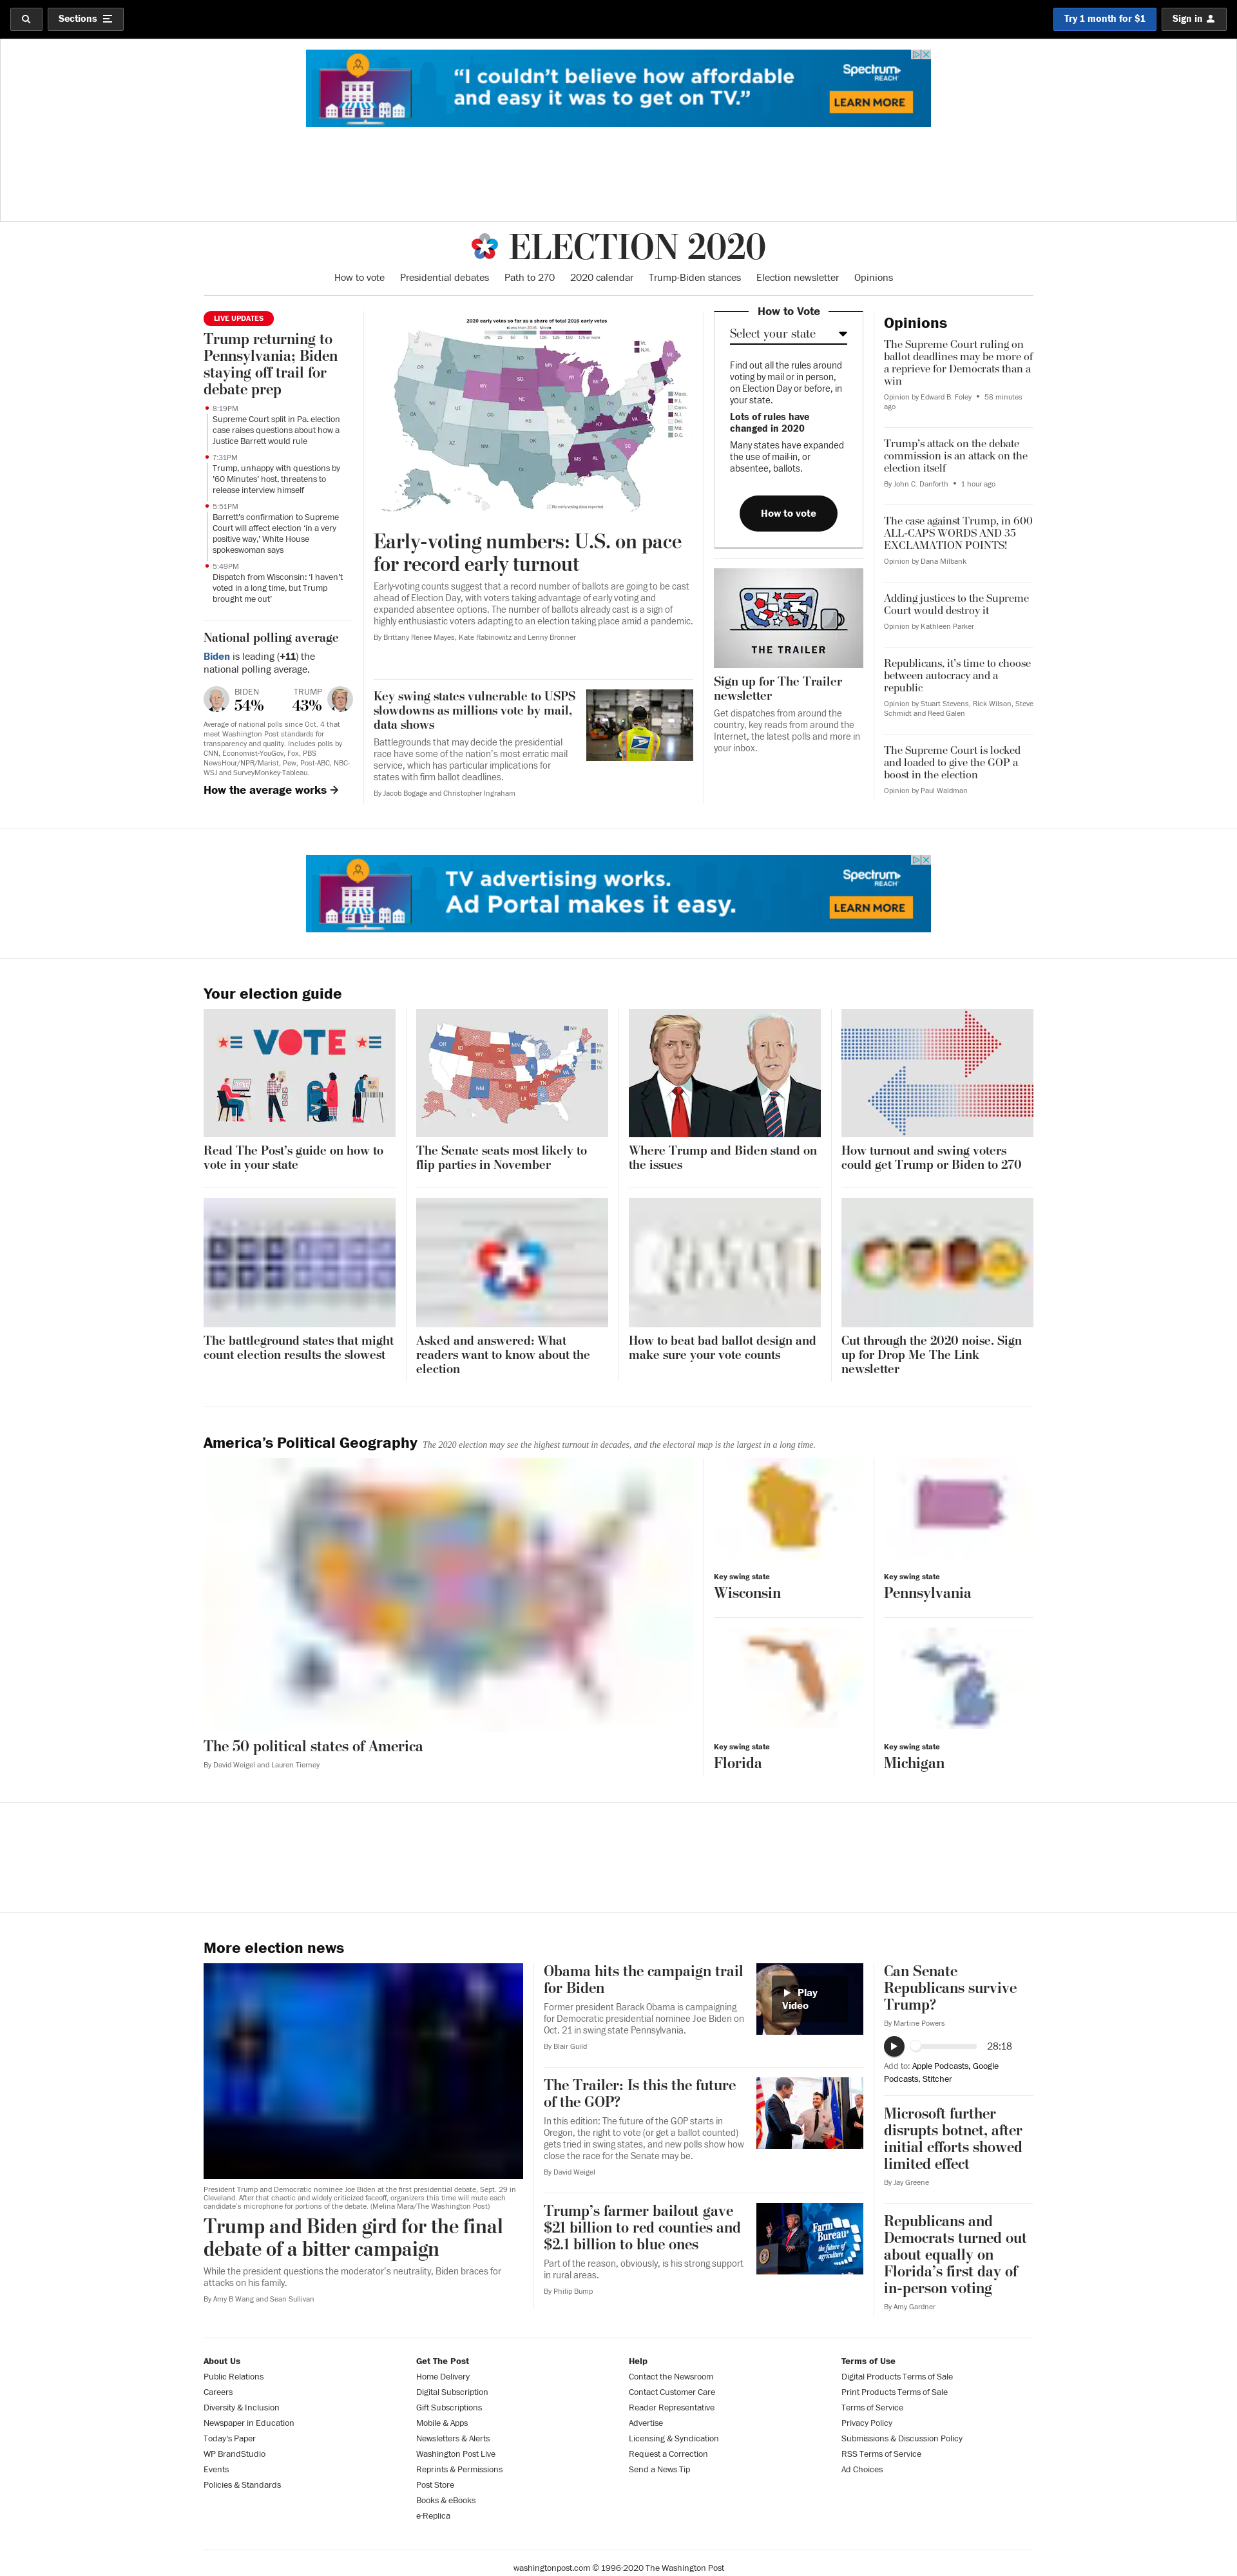 Sections
Try 1 month for $1
Sign in
“I couldn’t believe how affordable
and easy it was to get on TV.”
Spectrum
REACH
LEARN MORE
ELECTION 2020
How to vote
Presidential debates
Path to 270
2020 calendar
Trump-Biden stances
Election newsletter
Opinions
LIVE UPDATES
Trump returning to
Pennsylvania; Biden
staying off trail for
debate prep
8:19PM
Supreme Court split in Pa. election
case raises questions about how a
Justice Barrett would rule
7:31PM
Trump, unhappy with questions by
‘60 Minutes’ host, threatens to
release interview himself
5:51PM
Barrett’s confirmation to Supreme
Court will affect election ‘in a very
positive way,’ White House
spokeswoman says
5:49PM
Dispatch from Wisconsin: ‘I haven’t
voted in a long time, but Trump
brought me out’
National polling average
Biden is leading (+11) the
national polling average.
BIDEN
54%
TRUMP
43%
Average of national polls since Oct. 4 that
meet Washington Post standards for
transparency and quality. Includes polls by
CNN, Economist-YouGov, Fox, PBS
NewsHour/NPR/Marist, Pew, Post-ABC, NBC-
WSJ and SurveyMonkey-Tableau.
How the average works
2020 early votes so far as a share of total 2016 early votes
Early-voting numbers: U.S. on pace
for record early turnout
Early-voting counts suggest that a record number of ballots are going to be cast
ahead of Election Day, with voters taking advantage of early voting and
expanded absentee options. The number of ballots already cast is a sign of
highly enthusiastic voters adapting to an election taking place amid a pandemic.
By Brittany Renee Mayes, Kate Rabinowitz and Lenny Bronner
Key swing states vulnerable to USPS
slowdowns as millions vote by mail,
data shows
Battlegrounds that may decide the presidential
race have some of the nation’s most erratic mail
service, which has particular implications for
states with firm ballot deadlines.
By Jacob Bogage and Christopher Ingraham
How to Vote
Select your state
Find out all the rules around
voting by mail or in person,
on Election Day or before, in
your state.
Lots of rules have
changed in 2020
Many states have expanded
the use of mail-in, or
absentee, ballots.
How to vote
THE TRAILER
Sign up for The Trailer
newsletter
Get dispatches from around the
country, key reads from around the
Internet, the latest polls and more in
your inbox.
Opinions
The Supreme Court ruling on
ballot deadlines may be more of
a reprieve for Democrats than a
win
Opinion by Edward B. Foley • 58 minutes
ago
Trump’s attack on the debate
commission is an attack on the
election itself
By John C. Danforth • 1 hour ago
The case against Trump, in 600
ALL-CAPS WORDS AND 35
EXCLAMATION POINTS!
Opinion by Dana Milbank
Adding justices to the Supreme
Court would destroy it
Opinion by Kathleen Parker
Republicans, it’s time to choose
between autocracy and a
republic
Opinion by Stuart Stevens, Rick Wilson, Steve
Schmidt and Reed Galen
The Supreme Court is locked
and loaded to give the GOP a
boost in the election
Opinion by Paul Waldman
TV advertising works.
Ad Portal makes it easy.
Spectrum
REACH
LEARN MORE
Your election guide
VOTE
Read The Post’s guide on how to
vote in your state
The Senate seats most likely to
flip parties in November
Where Trump and Biden stand on
the issues
How turnout and swing voters
could get Trump or Biden to 270
The battleground states that might
count election results the slowest
Asked and answered: What
readers want to know about the
election
How to beat bad ballot design and
make sure your vote counts
Cut through the 2020 noise. Sign
up for Drop Me The Link
newsletter
America’s Political Geography
The 2020 election may see the highest turnout in decades, and the electoral map is the largest in a long time.
The 50 political states of America
By David Weigel and Lauren Tierney
Key swing state
Wisconsin
Key swing state
Pennsylvania
Key swing state
Florida
Key swing state
Michigan
More election news
President Trump and Democratic nominee Joe Biden at the first presidential debate, Sept. 29 in
Cleveland. After that chaotic and widely criticized faceoff, organizers this time will mute each
candidate’s microphone for portions of the debate. (Melina Mara/The Washington Post)
Trump and Biden gird for the final
debate of a bitter campaign
While the president questions the moderator’s neutrality, Biden braces for
attacks on his family.
By Amy B Wang and Sean Sullivan
Obama hits the campaign trail
for Biden
Former president Barack Obama is campaigning
for Democratic presidential nominee Joe Biden on
Oct. 21 in swing state Pennsylvania.
By Blair Guild
Play
Video
The Trailer: Is this the future
of the GOP?
In this edition: The future of the GOP starts in
Oregon, the right to vote (or get a ballot counted)
gets tried in swing states, and new polls show how
close the race for the Senate may be.
By David Weigel
Trump’s farmer bailout gave
$21 billion to red counties and
$2.1 billion to blue ones
Part of the reason, obviously, is his strong support
in rural areas.
By Philip Bump
Farm
Bureau
the future of
agriculture
Can Senate
Republicans survive
Trump?
By Martine Powers
28:18
Add to: Apple Podcasts, Google
Podcasts, Stitcher
Microsoft further
disrupts botnet, after
initial efforts showed
limited effect
By Jay Greene
Republicans and
Democrats turned out
about equally on
Florida’s first day of
in-person voting
By Amy Gardner
About Us
Public Relations
Careers
Diversity & Inclusion
Newspaper in Education
Today's Paper
WP BrandStudio
Events
Policies & Standards
Get The Post
Home Delivery
Digital Subscription
Gift Subscriptions
Mobile & Apps
Newsletters & Alerts
Washington Post Live
Reprints & Permissions
Post Store
Books & eBooks
e-Replica
Help
Contact the Newsroom
Contact Customer Care
Reader Representative
Advertise
Licensing & Syndication
Request a Correction
Send a News Tip
Terms of Use
Digital Products Terms of Sale
Print Products Terms of Sale
Terms of Service
Privacy Policy
Submissions & Discussion Policy
RSS Terms of Service
Ad Choices
washingtonpost.com © 1996-2020 The Washington Post